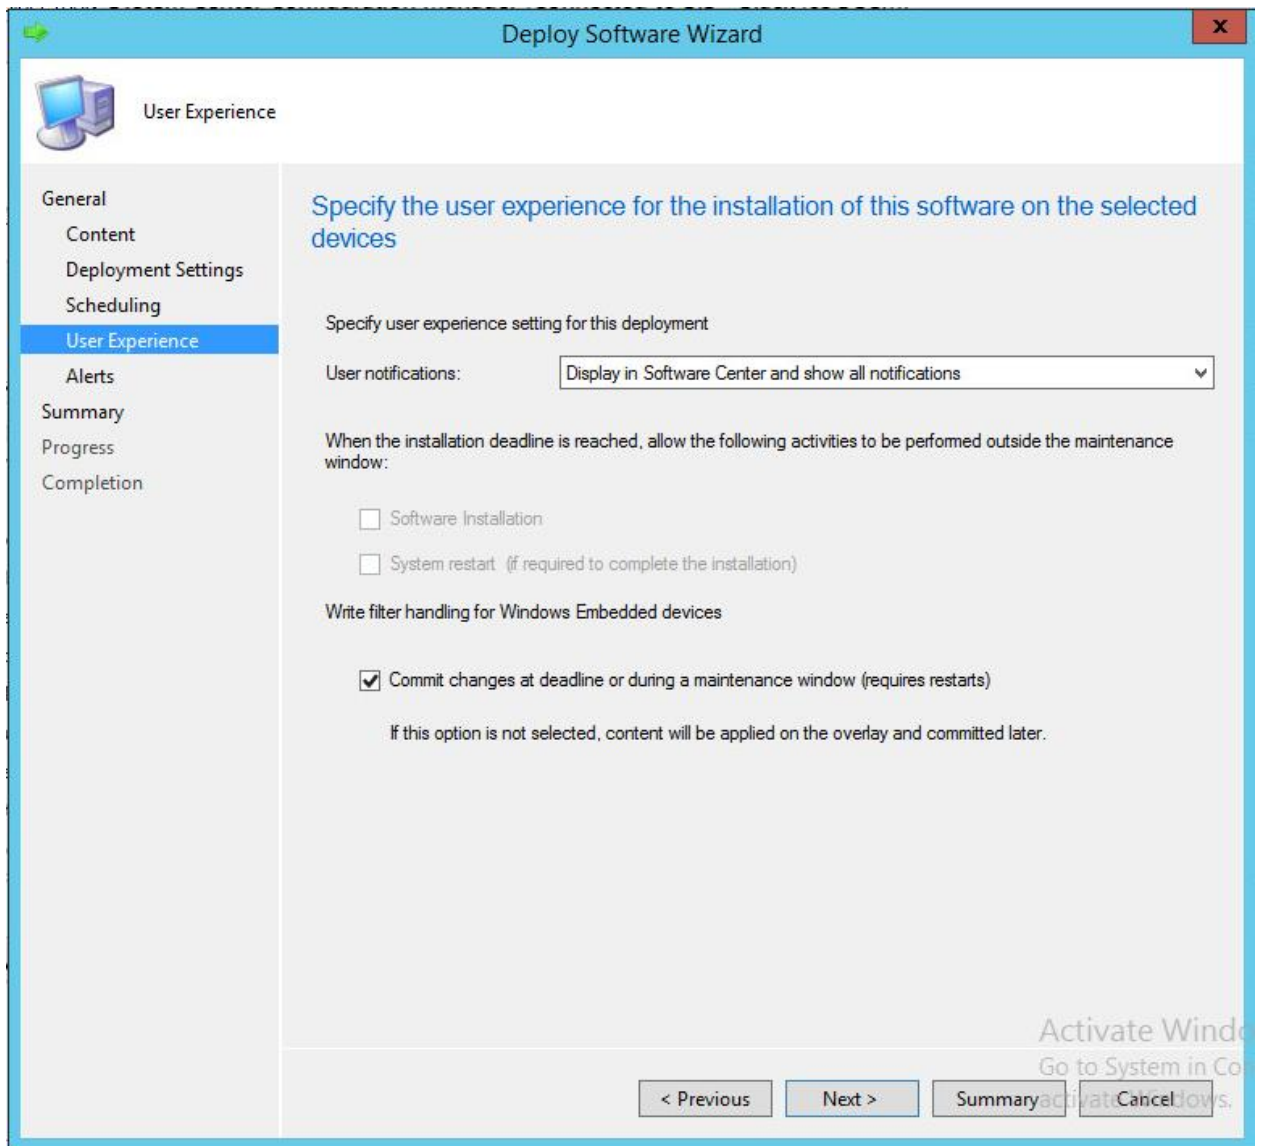 Deploy Software Wizard
x
User Experience
General
Content
Deployment Settings
Scheduling
User Experience
Alerts
Summary
Progress
Completion
Specify the user experience for the installation of this software on the selected
devices
Specify user experience setting for this deployment
User notifications:
Display in Software Center and show all notifications
When the installation deadline is reached, allow the following activities to be performed outside the maintenance
window:
Software Installation
System restart (if required to complete the installation)
Write filter handling for Windows Embedded devices
Commit changes at deadline or during a maintenance window (requires restarts)
If this option is not selected, content will be applied on the overlay and committed later.
Activate Windo
Go to System in Con
activate Windows.
< Previous
Next >
Summary
Cancel